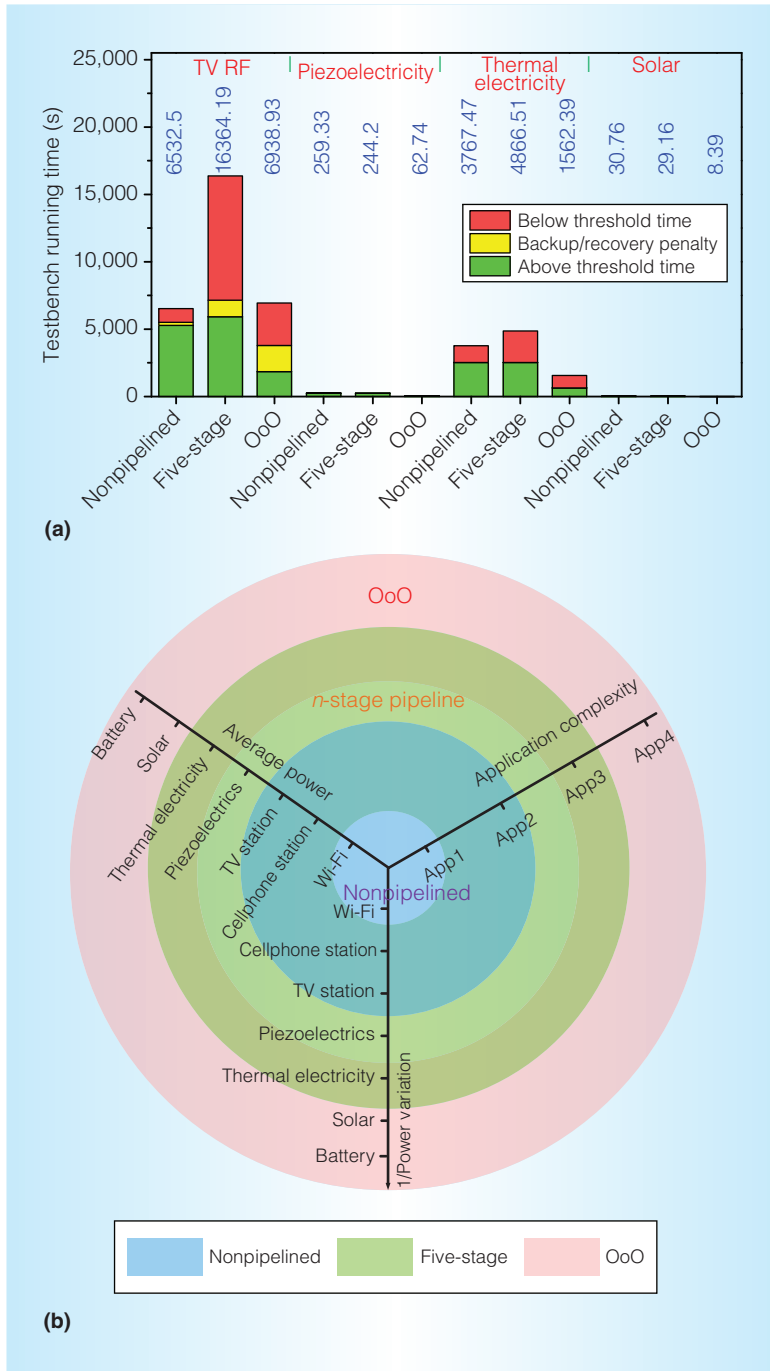 25,000
20,000
15,000
10,000
5,000
0
Testbench running time (s)
TV RF
Piezoelectricity
Thermal
electricity
Solar
6532.5
16364.19
6938.93
259.33
244.2
62.74
3767.47
4866.51
1562.39
30.76
29.16
8.39
Below threshold time
Backup/recovery penalty
Above threshold time
Nonpipelined
Five-stage
OoO
Nonpipelined
Five-stage
OoO
Nonpipelined
Five-stage
OoO
Nonpipelined
Five-stage
OoO
(a)
OoO
n-stage pipeline
Nonpipelined
Average power
Battery
Solar
Thermal electricity
Piezoelectrics
TV station
Cellphone station
Wi-Fi
Application complexity
App1
App2
App3
App4
Wi-Fi
Cellphone station
TV station
Piezoelectrics
Thermal electricity
Solar
Battery
1/Power variation
Nonpipelined
Five-stage
OoO
(b)